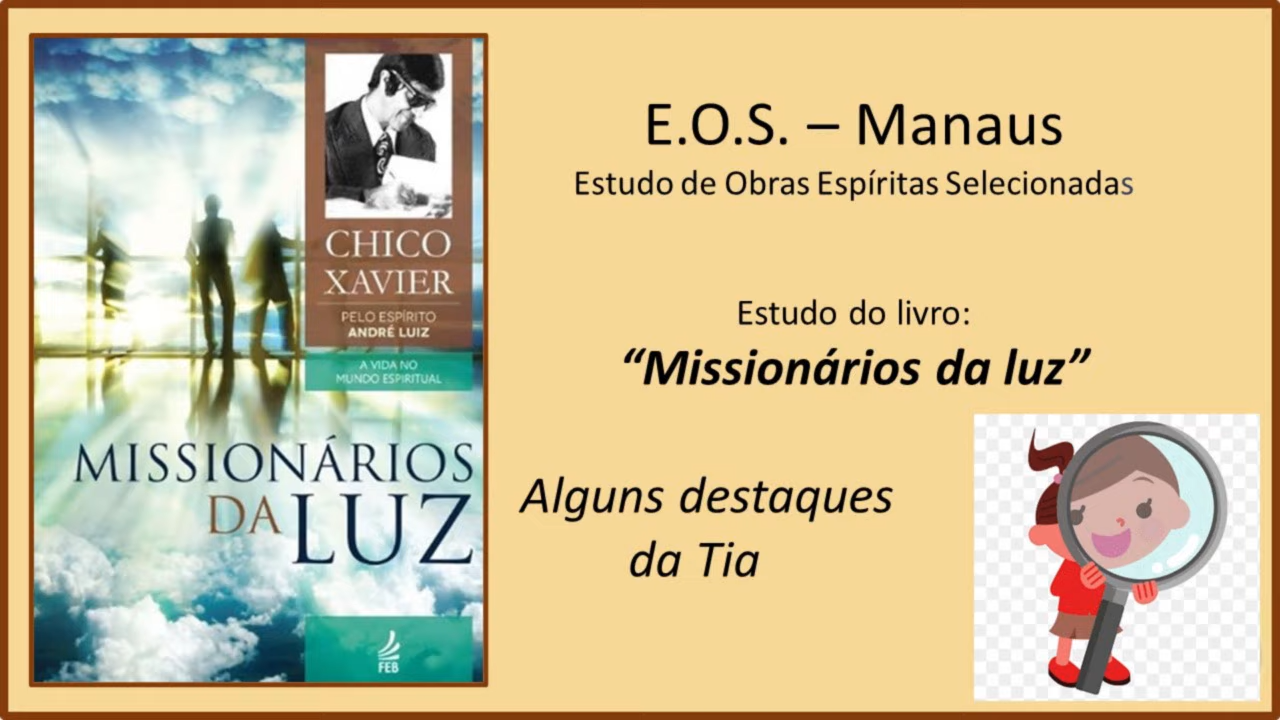 CHICO
XAVIER
PELO ESPÍRITO
ANDRÉ LUIZ
A VIDA NO
MUNDO ESPIRITUAL
MISSIONÁRIOS
DA LUZ
FEB
E.O.S. – Manaus
Estudo de Obras Espíritas Selecionadas
Estudo do livro:
“Missionários da luz”
Alguns destaques
da Tia